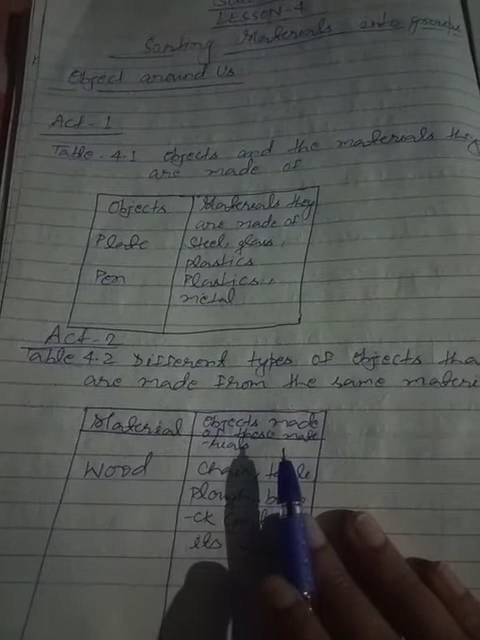 LESSON-4
Sorting Materials into groups
Object around Us
Act-1
Table-4.1 Objects and the materials they
are made of
Objects Materials they
are made of
Plate Steel, glass,
plastics
Pen Plastics,
metal
Act-2
Table 4.2 Different types of Objects tha
are made from the same materi
Material Objects made
of these mate
-rials
Wood Chair, table
plough
-ck